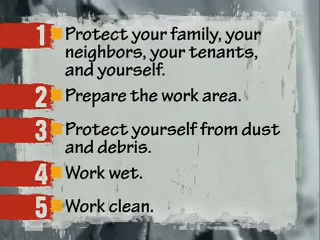 1 Protect your family, your
neighbors, your tenants,
and yourself.
2 Prepare the work area.
3 Protect yourself from dust
and debris.
4 Work wet.
5 Work clean.